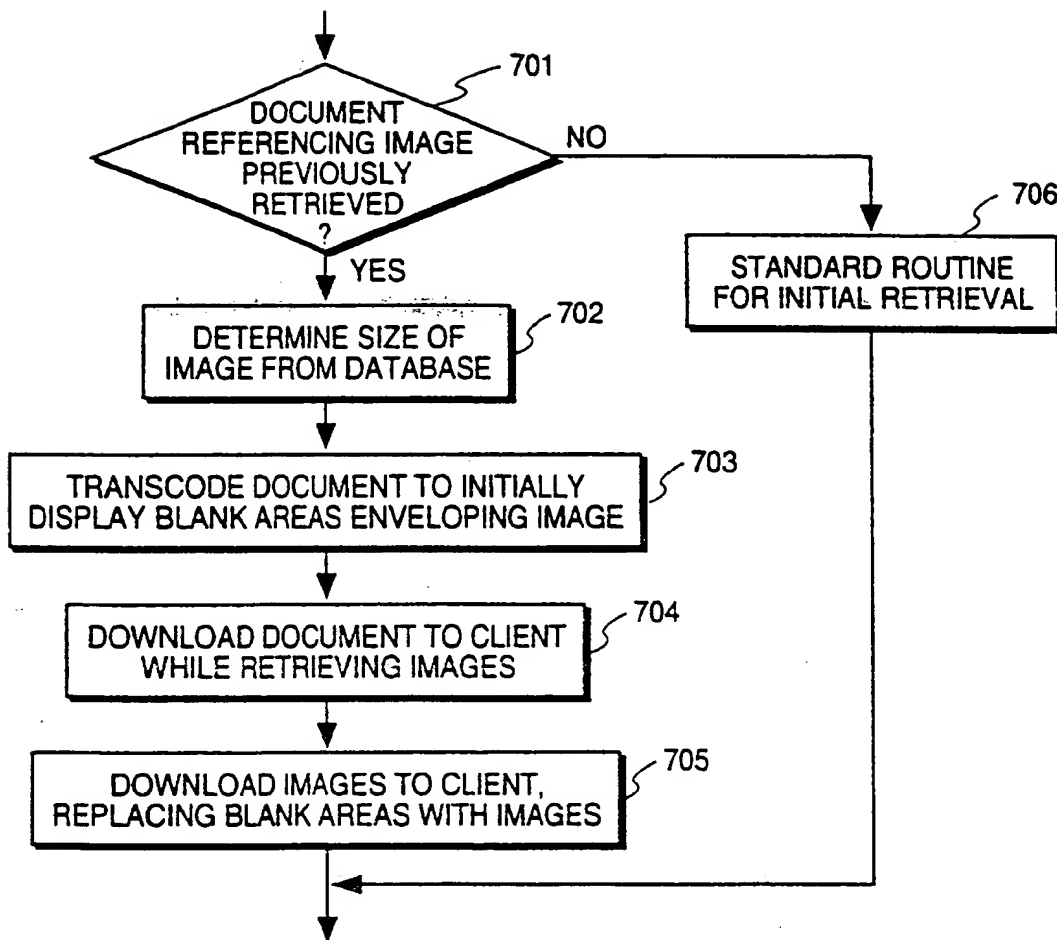 701
DOCUMENT
REFERENCING IMAGE
PREVIOUSLY
RETRIEVED
?
NO
YES
706
STANDARD ROUTINE
FOR INITIAL RETRIEVAL
702
DETERMINE SIZE OF
IMAGE FROM DATABASE
703
TRANSCODE DOCUMENT TO INITIALLY
DISPLAY BLANK AREAS ENVELOPING IMAGE
704
DOWNLOAD DOCUMENT TO CLIENT
WHILE RETRIEVING IMAGES
705
DOWNLOAD IMAGES TO CLIENT,
REPLACING BLANK AREAS WITH IMAGES